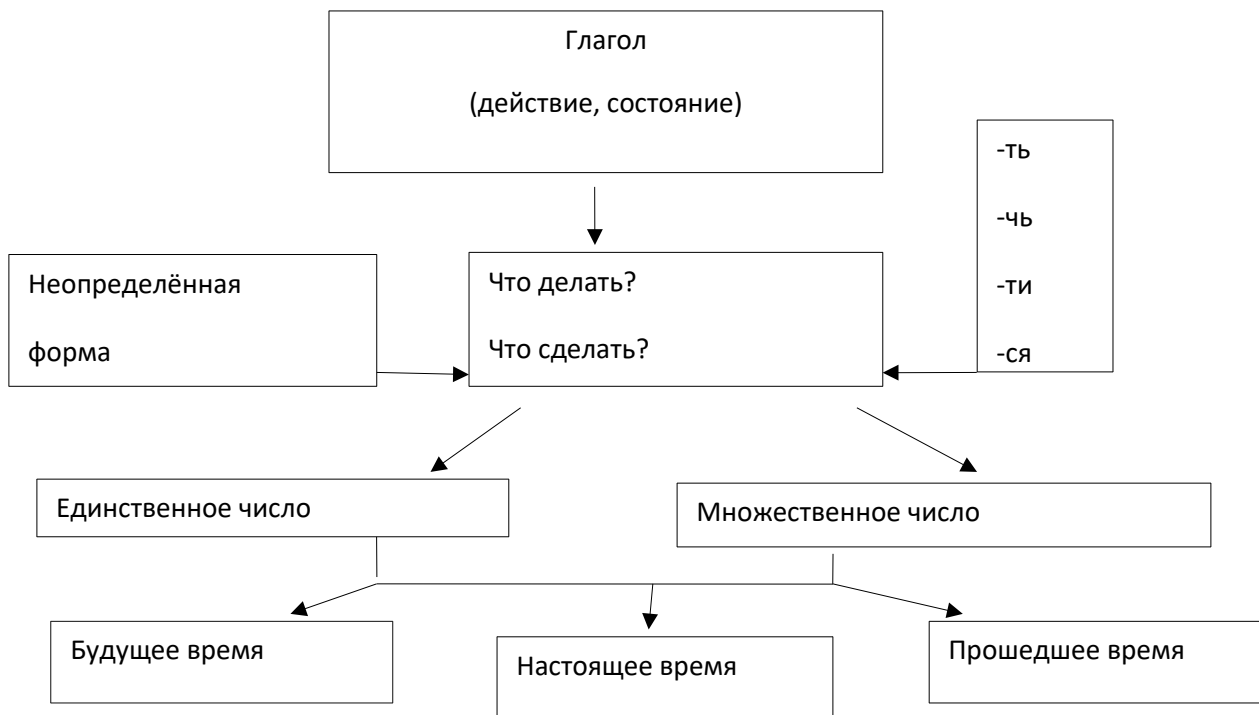 Глагол
(действие, состояние)
-ть
-чь
-ти
-ся
Неопределённая
форма
Что делать?
Что сделать?
Единственное число
Множественное число
Будущее время
Настоящее время
Прошедшее время